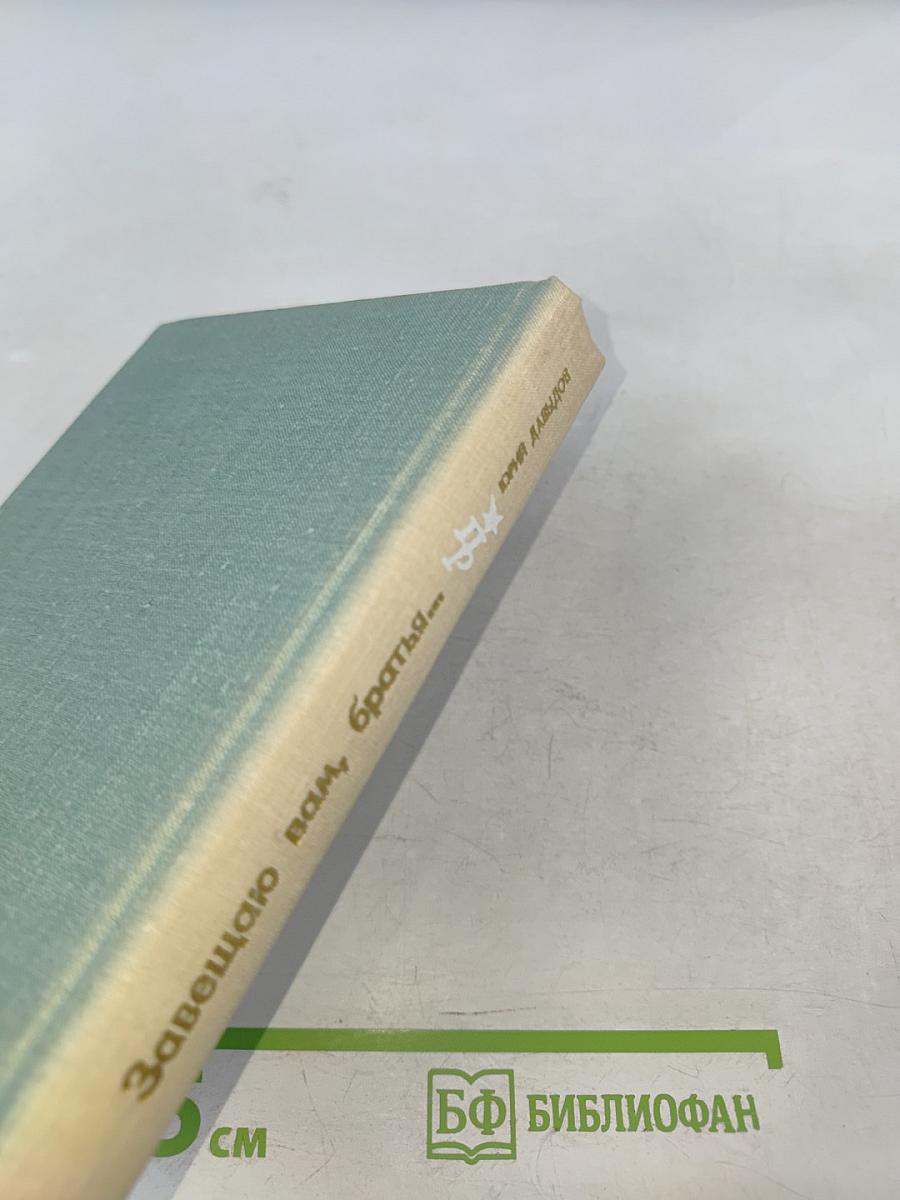 Завещаю вам, братья...
ЮРИЙ ДАВЫДОВ
см
БФ БИБЛИОФАН